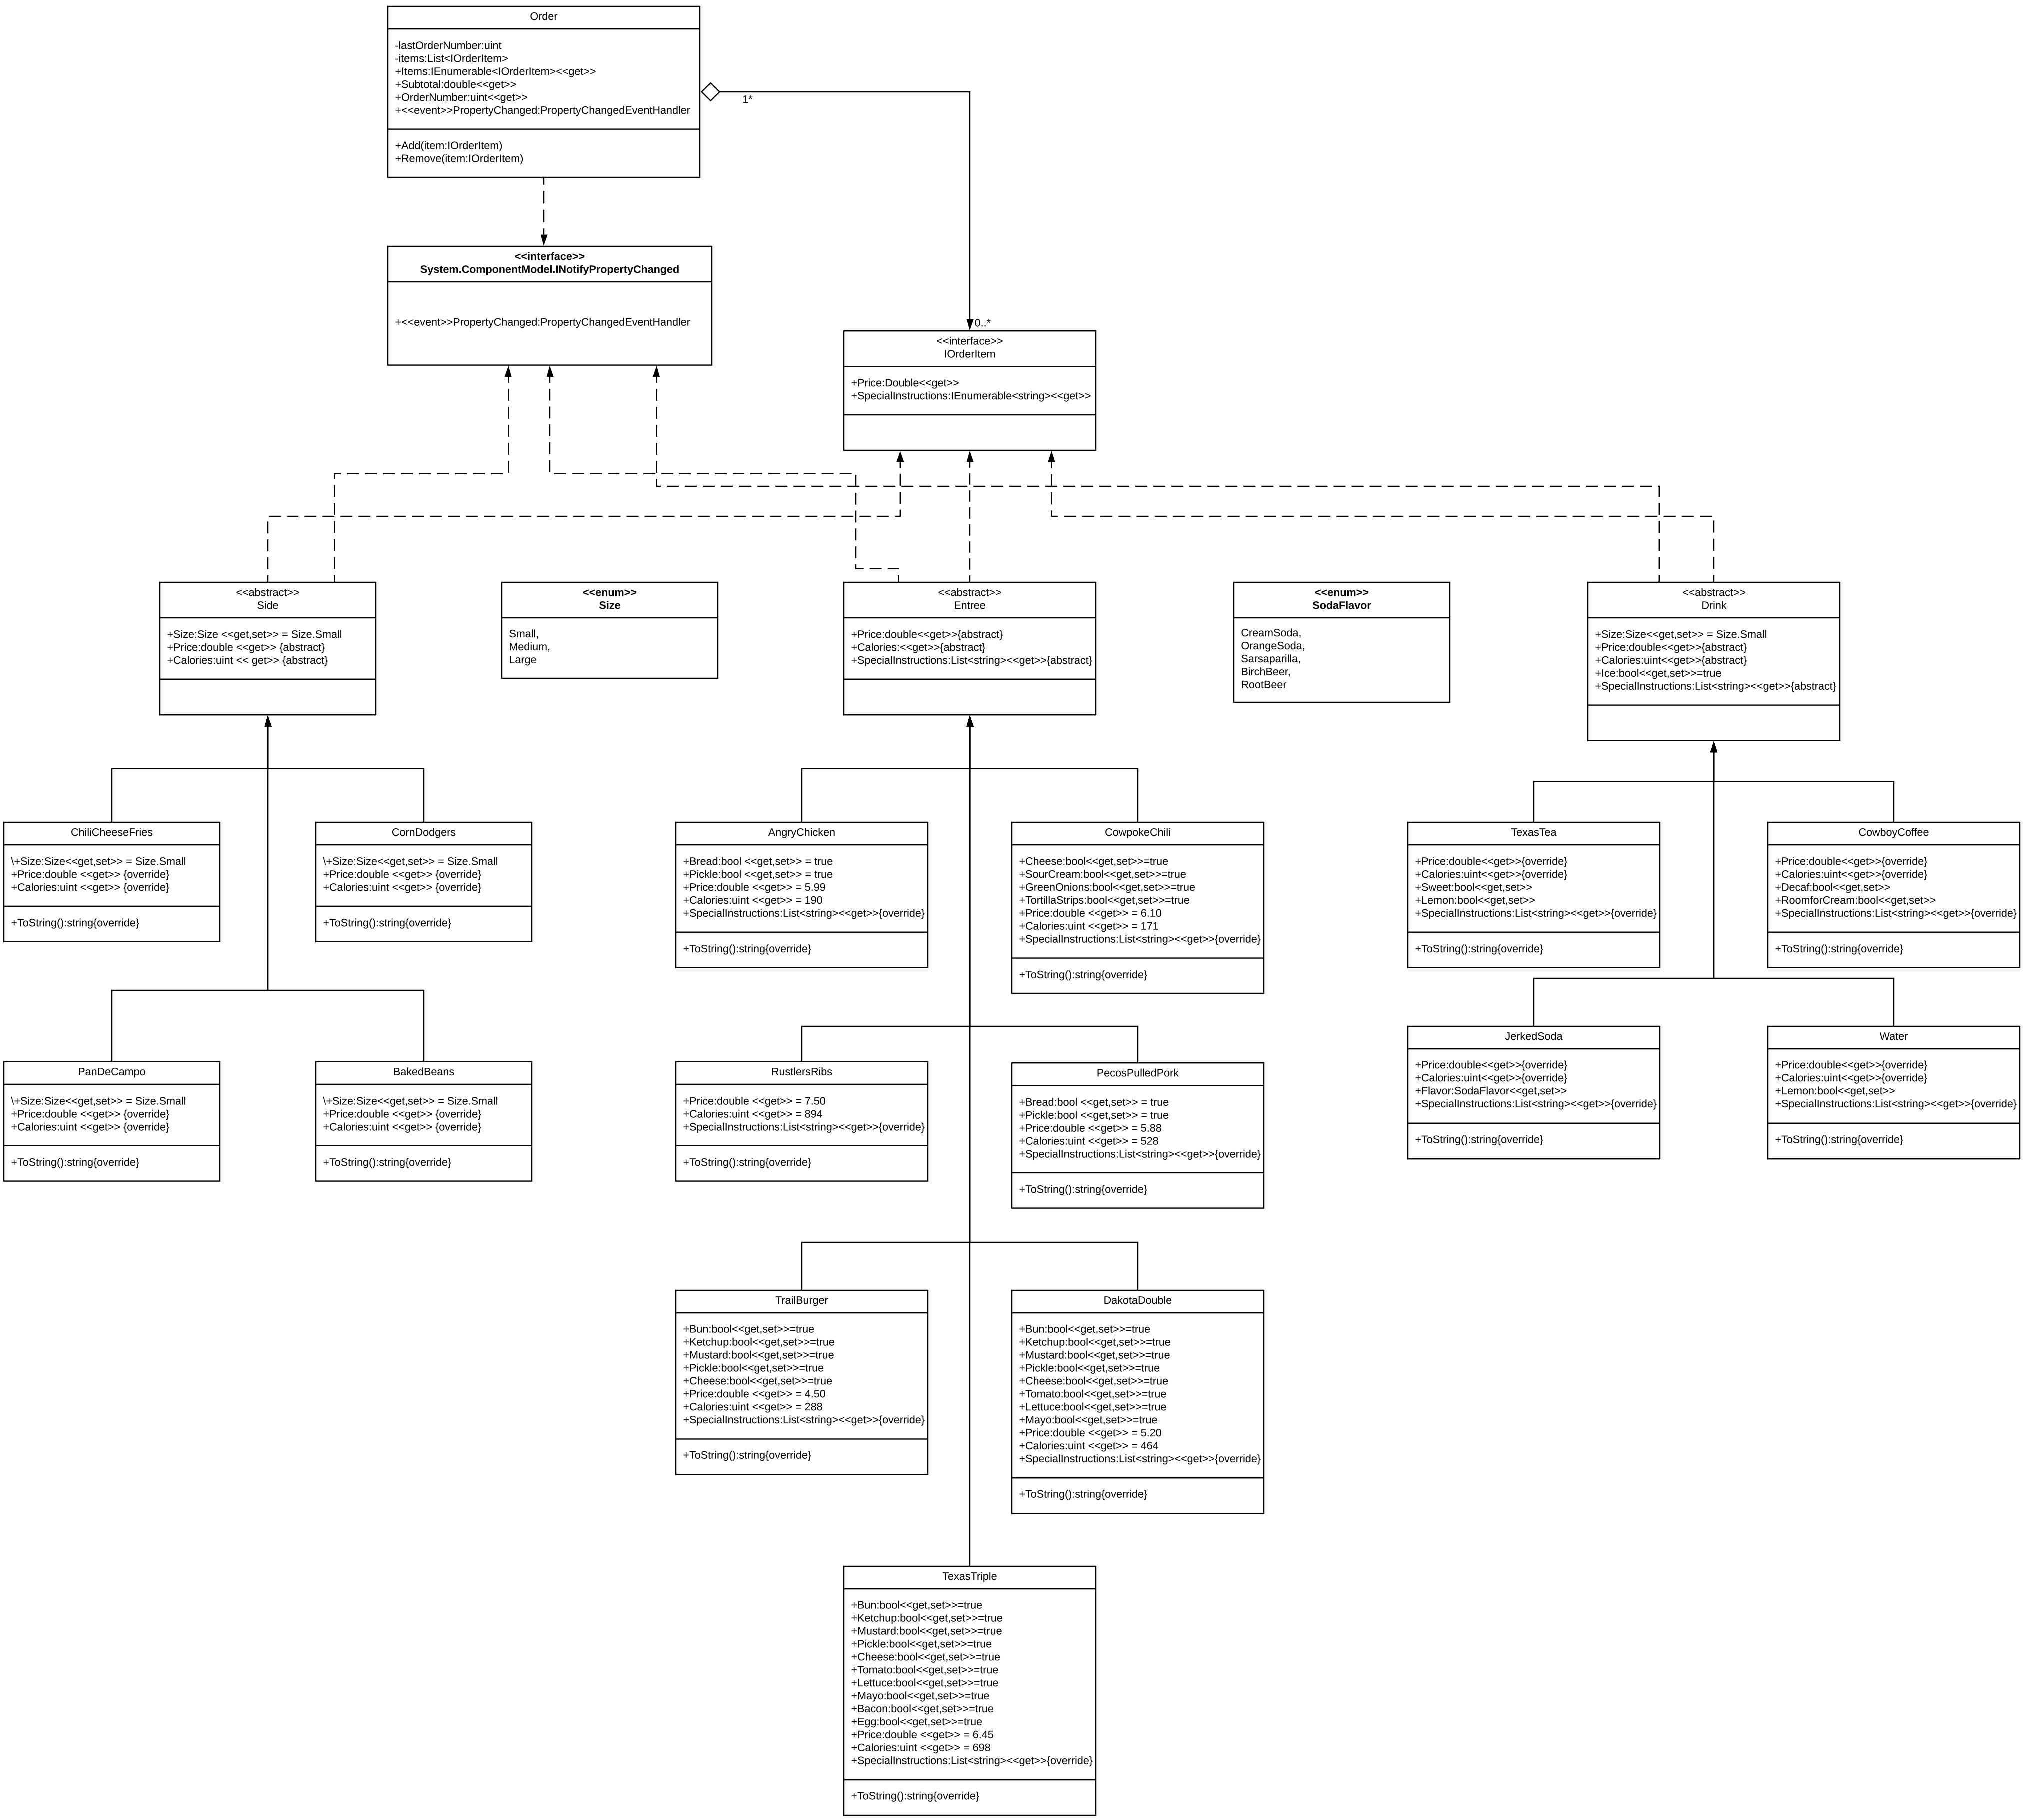 Order
-lastOrderNumber:uint
-items:List<IOrderItem>
+Items:IEnumerable<IOrderItem><<get>>
+Subtotal:double<<get>>
+OrderNumber:uint<<get>>
+<<event>>PropertyChanged:PropertyChangedEventHandler
+Add(item:IOrderItem)
+Remove(item:IOrderItem)
1*
<<interface>>
System.ComponentModel.INotifyPropertyChanged
+<<event>>PropertyChanged:PropertyChangedEventHandler
0..*
<<interface>>
IOrderItem
+Price:Double<<get>>
+SpecialInstructions:IEnumerable<string><<get>>
<<abstract>>
Side
+Size:Size <<get,set>> = Size.Small
+Price:double <<get>> {abstract}
+Calories:uint << get>> {abstract}
<<enum>>
Size
Small,
Medium,
Large
<<abstract>>
Entree
+Price:double<<get>>{abstract}
+Calories:<<get>>{abstract}
+SpecialInstructions:List<string><<get>>{abstract}
<<enum>>
SodaFlavor
CreamSoda,
OrangeSoda,
Sarsaparilla,
BirchBeer,
RootBeer
<<abstract>>
Drink
+Size:Size<<get,set>> = Size.Small
+Price:double<<get>>{abstract}
+Calories:uint<<get>>{abstract}
+Ice:bool<<get,set>>=true
+SpecialInstructions:List<string><<get>>{abstract}
ChiliCheeseFries
\+Size:Size<<get,set>> = Size.Small
+Price:double <<get>> {override}
+Calories:uint <<get>> {override}
+ToString():string{override}
CornDodgers
\+Size:Size<<get,set>> = Size.Small
+Price:double <<get>> {override}
+Calories:uint <<get>> {override}
+ToString():string{override}
AngryChicken
+Bread:bool <<get,set>> = true
+Pickle:bool <<get,set>> = true
+Price:double <<get>> = 5.99
+Calories:uint <<get>> = 190
+SpecialInstructions:List<string><<get>>{override}
+ToString():string{override}
CowpokeChili
+Cheese:bool<<get,set>>=true
+SourCream:bool<<get,set>>=true
+GreenOnions:bool<<get,set>>=true
+TortillaStrips:bool<<get,set>>=true
+Price:double <<get>> = 6.10
+Calories:uint <<get>> = 171
+SpecialInstructions:List<string><<get>>{override}
+ToString():string{override}
TexasTea
+Price:double<<get>>{override}
+Calories:uint<<get>>{override}
+Sweet:bool<<get,set>>
+Lemon:bool<<get,set>>
+SpecialInstructions:List<string><<get>>{override}
+ToString():string{override}
CowboyCoffee
+Price:double<<get>>{override}
+Calories:uint<<get>>{override}
+Decaf:bool<<get,set>>
+RoomforCream:bool<<get,set>>
+SpecialInstructions:List<string><<get>>{override}
+ToString():string{override}
PanDeCampo
\+Size:Size<<get,set>> = Size.Small
+Price:double <<get>> {override}
+Calories:uint <<get>> {override}
+ToString():string{override}
BakedBeans
\+Size:Size<<get,set>> = Size.Small
+Price:double <<get>> {override}
+Calories:uint <<get>> {override}
+ToString():string{override}
RustlersRibs
+Price:double <<get>> = 7.50
+Calories:uint <<get>> = 894
+SpecialInstructions:List<string><<get>>{override}
+ToString():string{override}
PecosPulledPork
+Bread:bool <<get,set>> = true
+Pickle:bool <<get,set>> = true
+Price:double <<get>> = 5.88
+Calories:uint <<get>> = 528
+SpecialInstructions:List<string><<get>>{override}
+ToString():string{override}
JerkedSoda
+Price:double<<get>>{override}
+Calories:uint<<get>>{override}
+Flavor:SodaFlavor<<get,set>>
+SpecialInstructions:List<string><<get>>{override}
+ToString():string{override}
Water
+Price:double<<get>>{override}
+Calories:uint<<get>>{override}
+Lemon:bool<<get,set>>
+SpecialInstructions:List<string><<get>>{override}
+ToString():string{override}
TrailBurger
+Bun:bool<<get,set>>=true
+Ketchup:bool<<get,set>>=true
+Mustard:bool<<get,set>>=true
+Pickle:bool<<get,set>>=true
+Cheese:bool<<get,set>>=true
+Price:double <<get>> = 4.50
+Calories:uint <<get>> = 288
+SpecialInstructions:List<string><<get>>{override}
+ToString():string{override}
DakotaDouble
+Bun:bool<<get,set>>=true
+Ketchup:bool<<get,set>>=true
+Mustard:bool<<get,set>>=true
+Pickle:bool<<get,set>>=true
+Cheese:bool<<get,set>>=true
+Tomato:bool<<get,set>>=true
+Lettuce:bool<<get,set>>=true
+Mayo:bool<<get,set>>=true
+Price:double <<get>> = 5.20
+Calories:uint <<get>> = 464
+SpecialInstructions:List<string><<get>>{override}
+ToString():string{override}
TexasTriple
+Bun:bool<<get,set>>=true
+Ketchup:bool<<get,set>>=true
+Mustard:bool<<get,set>>=true
+Pickle:bool<<get,set>>=true
+Cheese:bool<<get,set>>=true
+Tomato:bool<<get,set>>=true
+Lettuce:bool<<get,set>>=true
+Mayo:bool<<get,set>>=true
+Bacon:bool<<get,set>>=true
+Egg:bool<<get,set>>=true
+Price:double <<get>> = 6.45
+Calories:uint <<get>> = 698
+SpecialInstructions:List<string><<get>>{override}
+ToString():string{override}